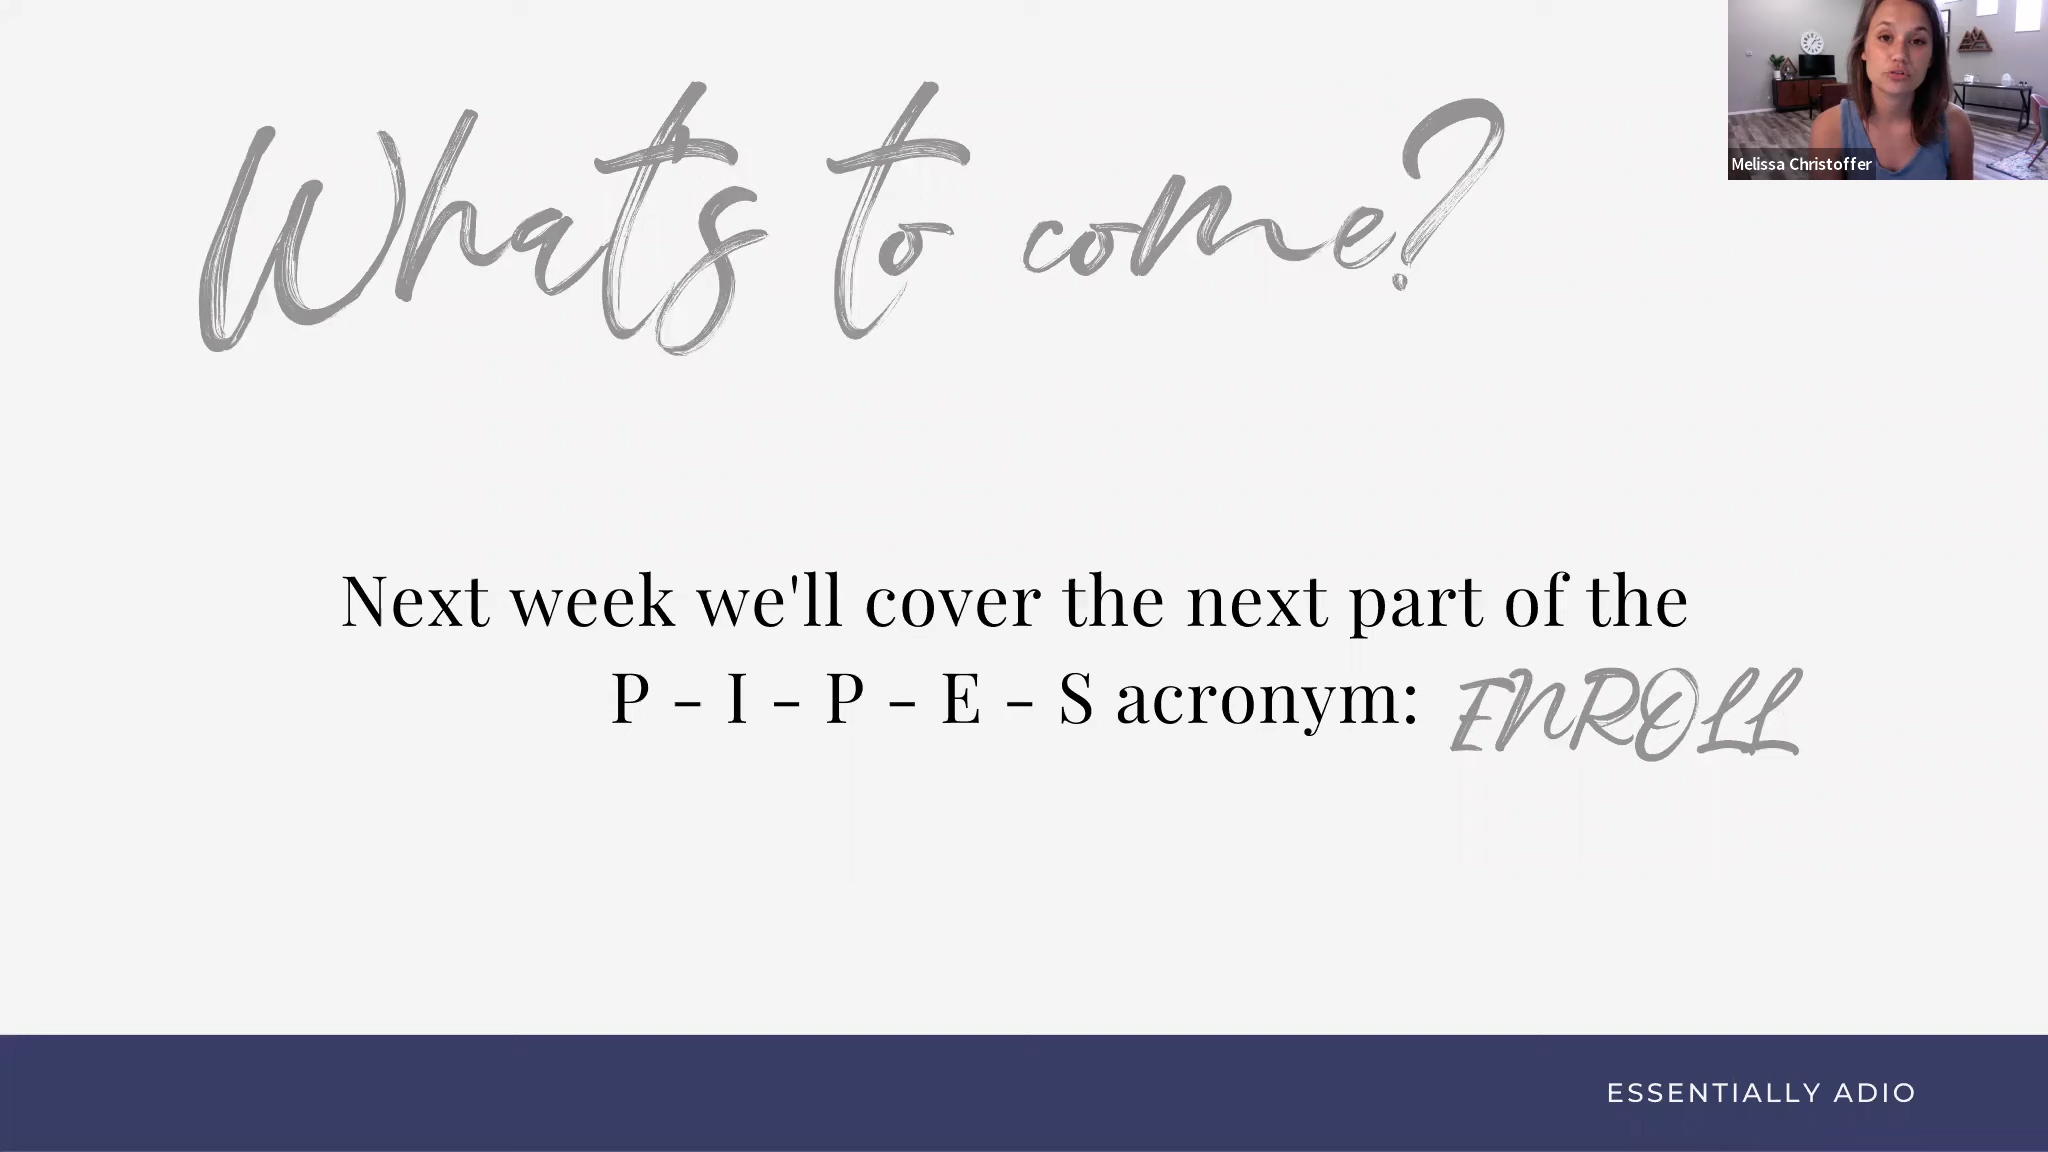 Whats to come?
Melissa Christoffer
Next week we'll cover the next part of the
P - I - P - E - S acronym: ENROLL
ESSENTIALLY ADIO